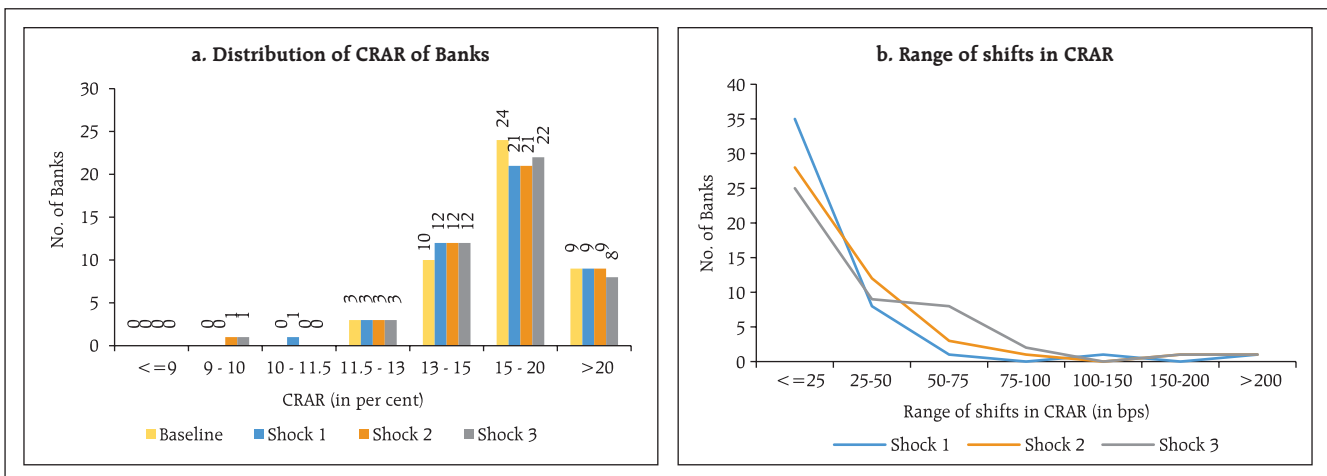 a. Distribution of CRAR of Banks
No. of Banks
30
25
20
15
10
5
0
0 0 0 0
0 0 1 1
0 1 0 0
3 3 3 3
10 12 12 12
24 21 21 22
9 9 9 8
<=9 9 - 10 10 - 11.5 11.5 - 13 13 - 15 15 - 20 >20
CRAR (in per cent)
Baseline Shock 1 Shock 2 Shock 3
b. Range of shifts in CRAR
No. of Banks
40
35
30
25
20
15
10
5
0
<=25 25-50 50-75 75-100 100-150 150-200 >200
Range of shifts in CRAR (in bps)
Shock 1 Shock 2 Shock 3